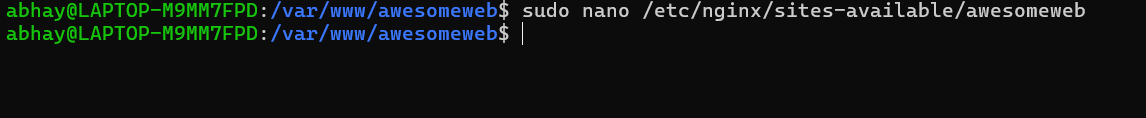 abhay@LAPTOP-M9MM7FPD:/var/www/awesomeweb$ sudo nano /etc/nginx/sites-available/awesomeweb
abhay@LAPTOP-M9MM7FPD:/var/www/awesomeweb$